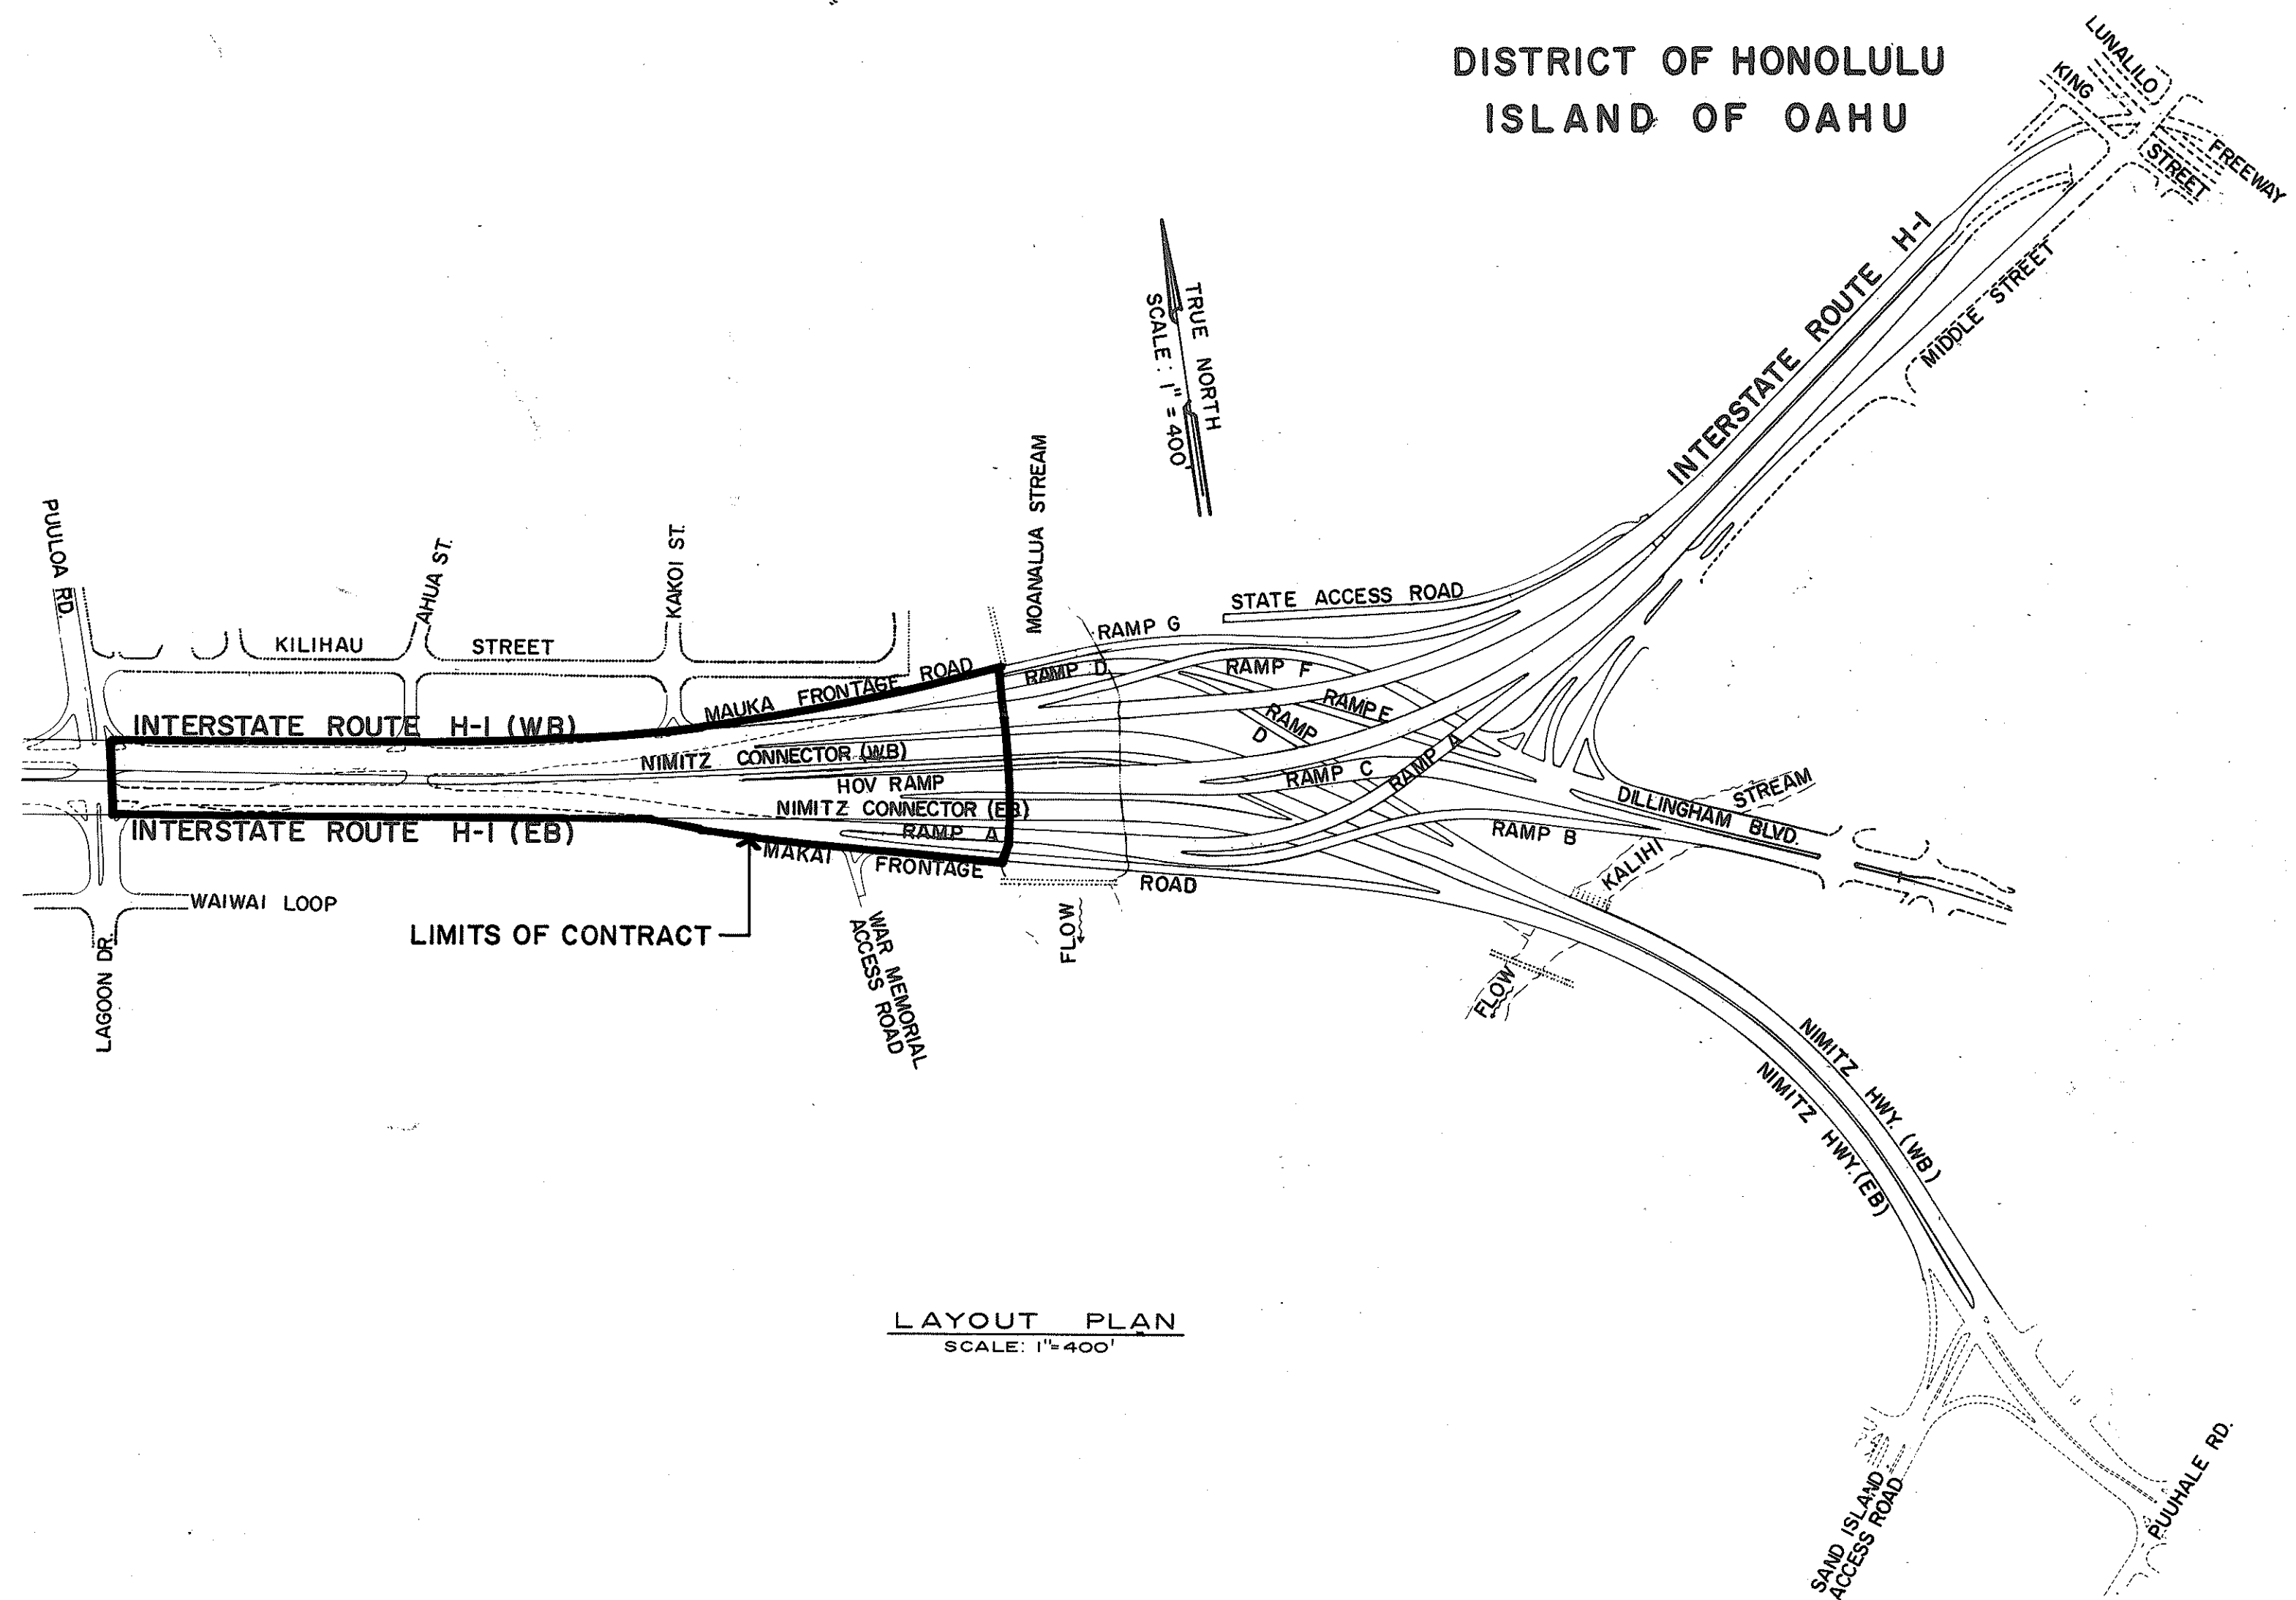 DISTRICT OF HONOLULU
ISLAND OF OAHU
LUNALILO
FREEWAY
KING
STREET
INTERSTATE ROUTE H-1
MIDDLE STREET
TRUE NORTH
SCALE: 1" = 400'
MOANALUA STREAM
PUULOA RD.
AHUA ST.
KAKOI ST.
KILIHAU STREET
STATE ACCESS ROAD
RAMP G
RAMP D
RAMP F
RAMP E
RAMP
D
MAUKA FRONTAGE ROAD
INTERSTATE ROUTE H-1 (WB)
NIMITZ CONNECTOR (WB)
HOV RAMP
RAMP C
RAMP A
NIMITZ CONNECTOR (EB)
RAMP A
INTERSTATE ROUTE H-1 (EB)
MAKAI FRONTAGE ROAD
RAMP B
DILLINGHAM BLVD.
KALIHI STREAM
WAIWAI LOOP
LIMITS OF CONTRACT
LAGOON DR.
WAR MEMORIAL
ACCESS ROAD
FLOW
FLOW
NIMITZ HWY. (WB)
NIMITZ HWY. (EB)
LAYOUT PLAN
SCALE: 1"=400'
SAND ISLAND
ACCESS ROAD
PUUHALE RD.